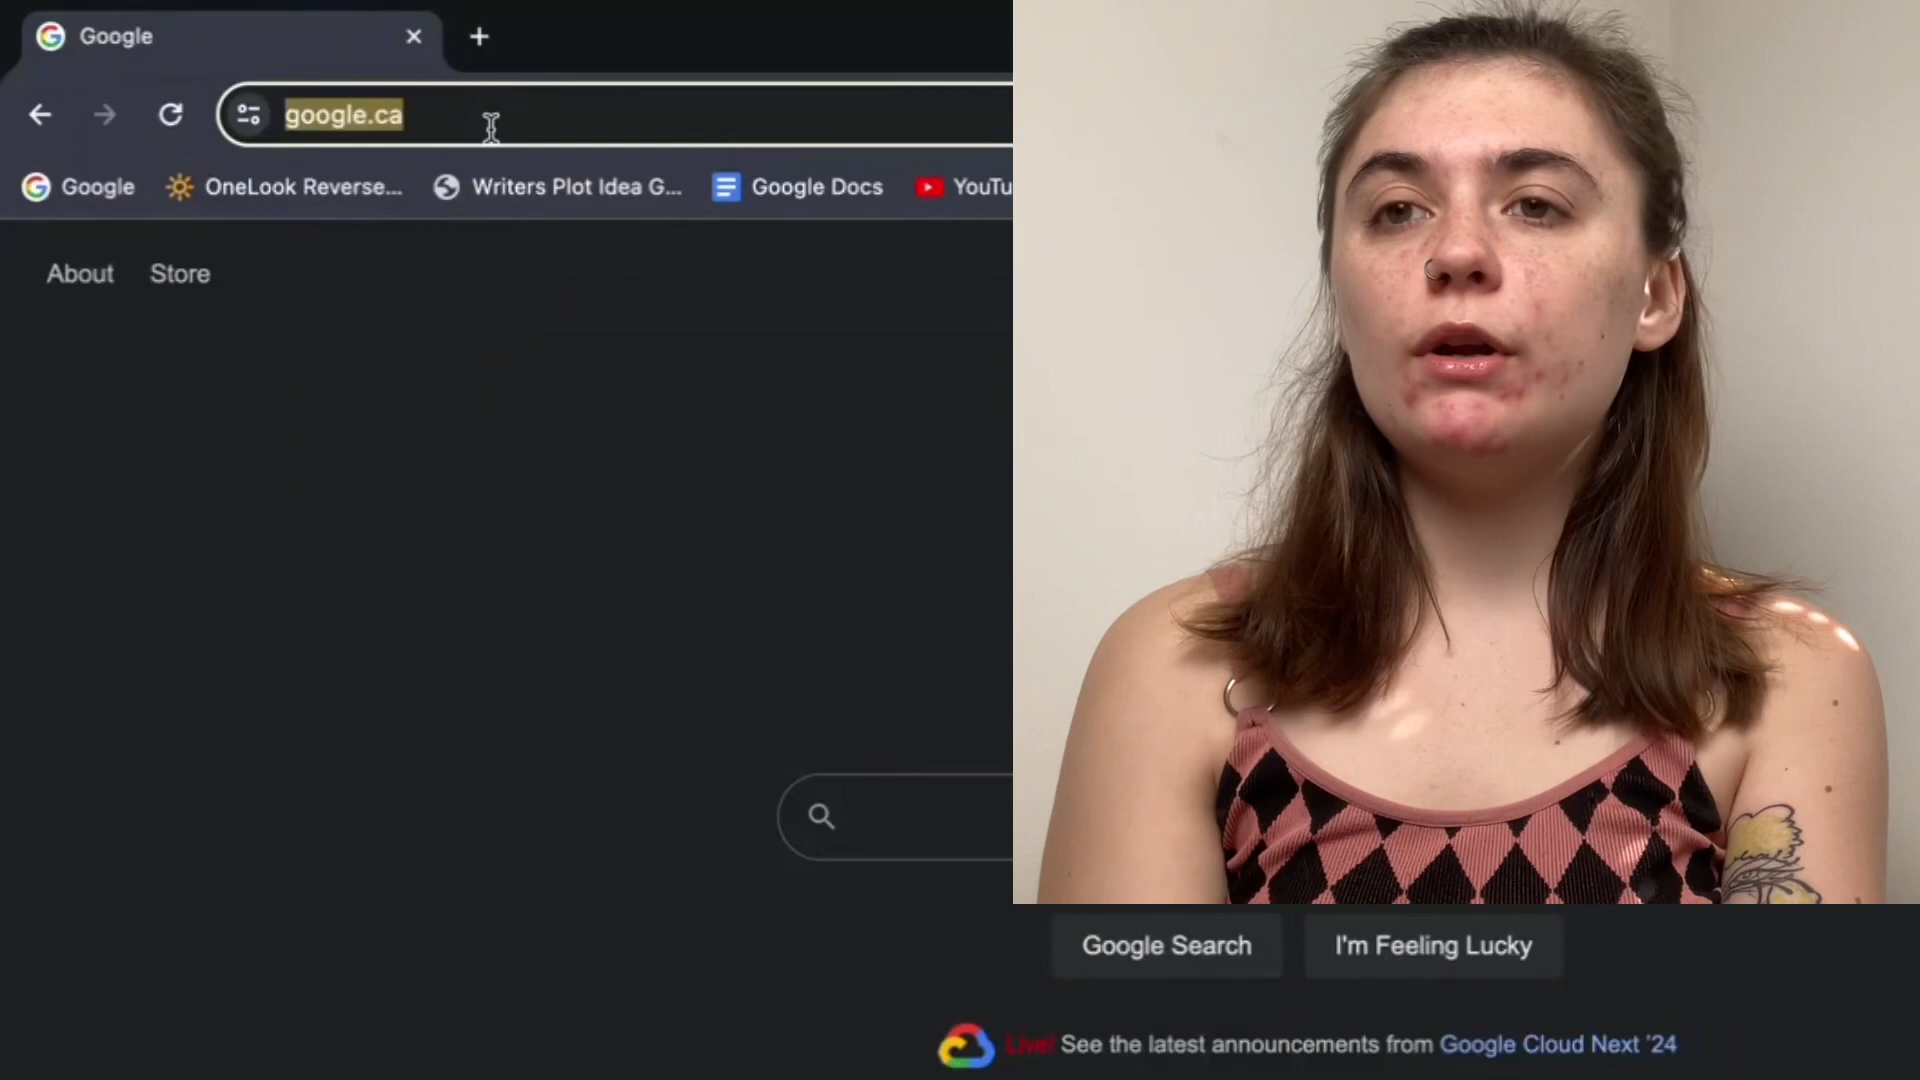 Google
google.ca
Google OneLook Reverse... Writers Plot Idea G... Google Docs YouTu
About Store
Google Search I'm Feeling Lucky
Live! See the latest announcements from Google Cloud Next '24